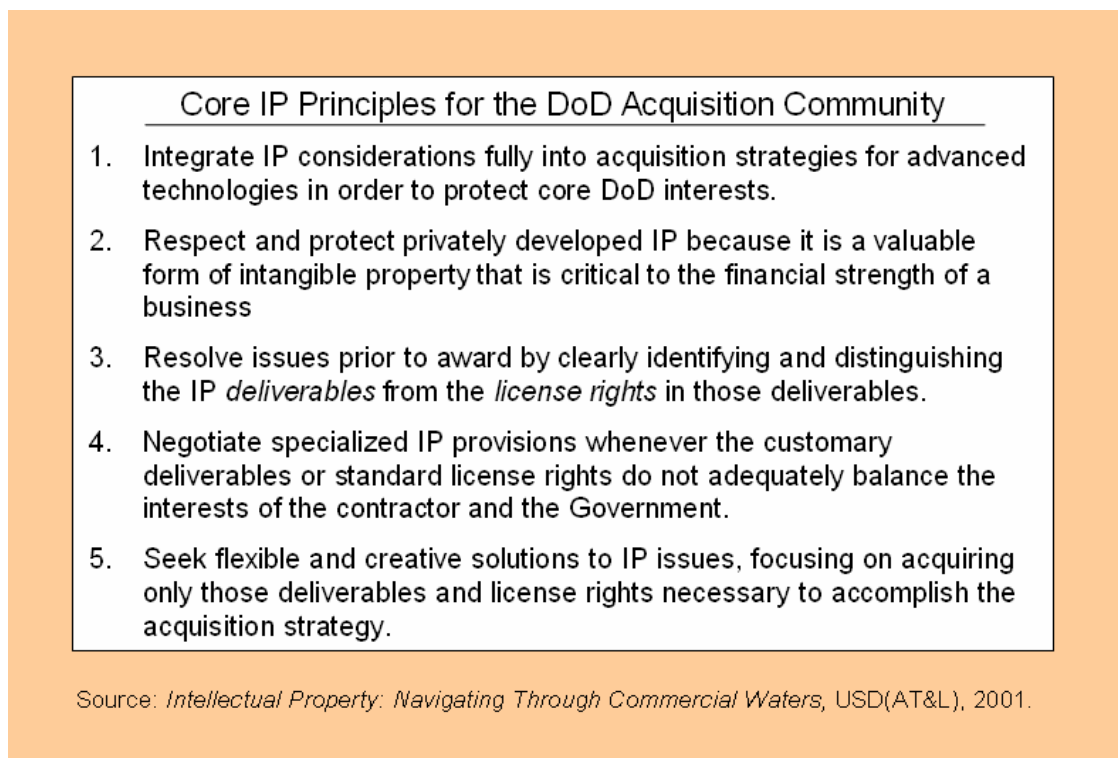 Core IP Principles for the DoD Acquisition Community
1. Integrate IP considerations fully into acquisition strategies for advanced
technologies in order to protect core DoD interests.
2. Respect and protect privately developed IP because it is a valuable
form of intangible property that is critical to the financial strength of a
business
3. Resolve issues prior to award by clearly identifying and distinguishing
the IP deliverables from the license rights in those deliverables.
4. Negotiate specialized IP provisions whenever the customary
deliverables or standard license rights do not adequately balance the
interests of the contractor and the Government.
5. Seek flexible and creative solutions to IP issues, focusing on acquiring
only those deliverables and license rights necessary to accomplish the
acquisition strategy.
Source: Intellectual Property: Navigating Through Commercial Waters, USD(AT&L), 2001.